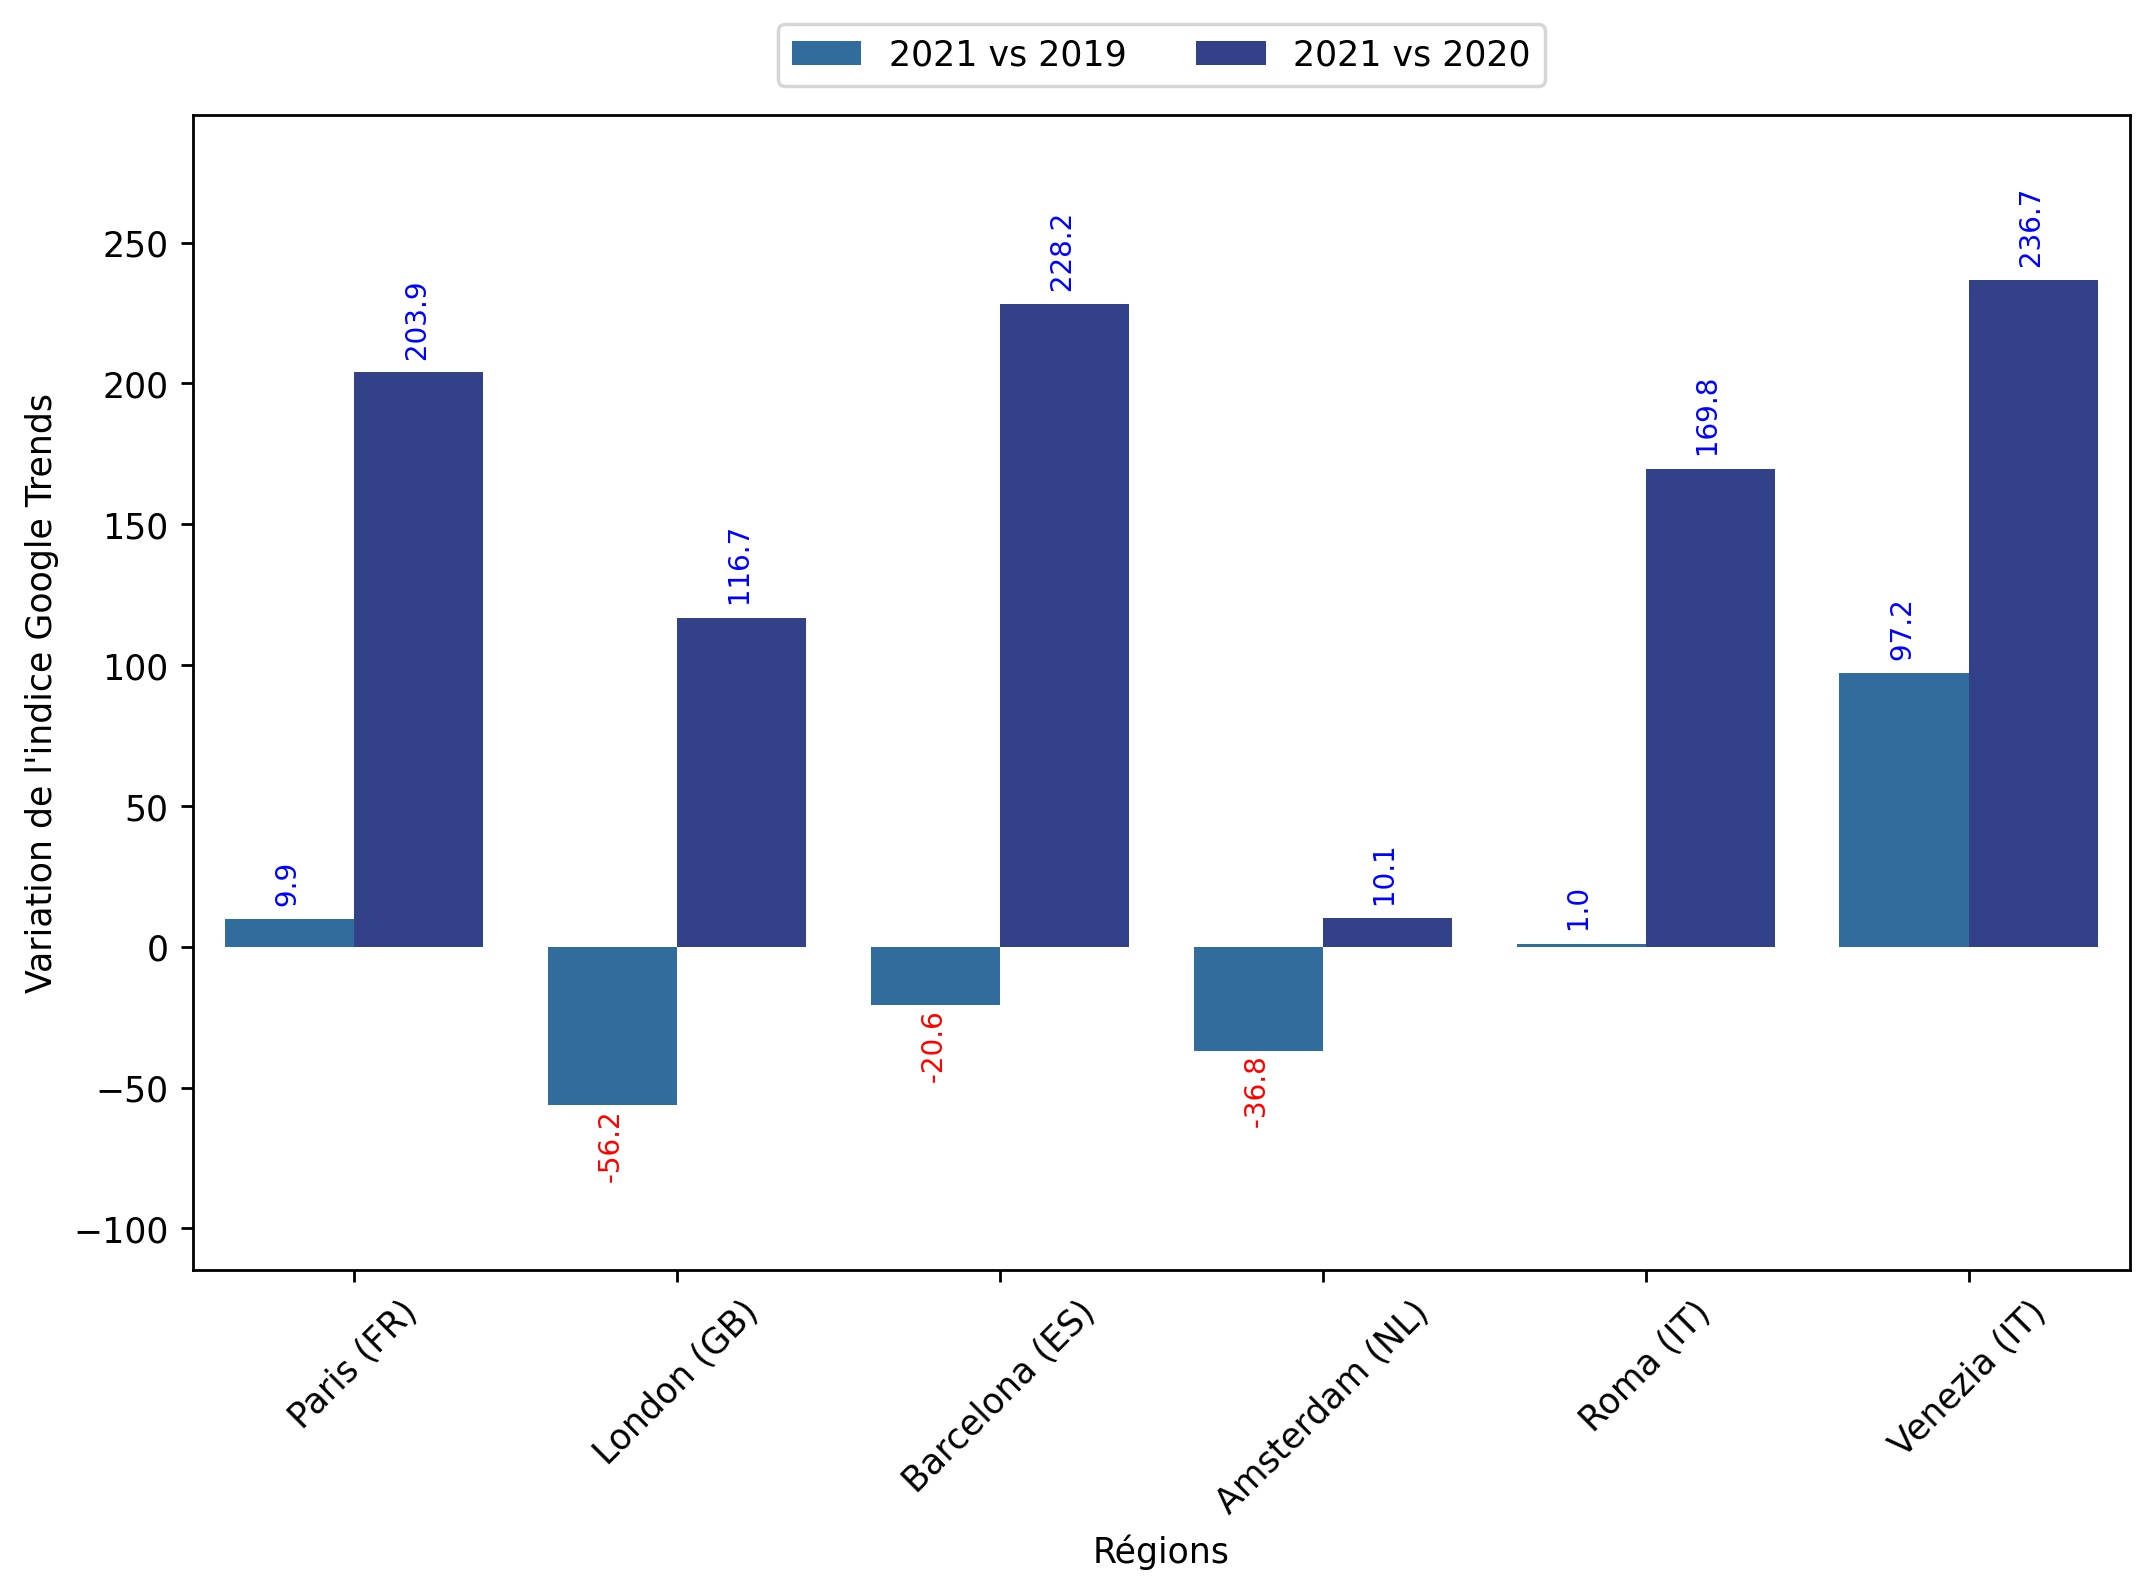 2021 vs 2019
2021 vs 2020
Variation de l'indice Google Trends
250
200
150
100
50
0
−50
−100
9.9
203.9
-56.2
116.7
-20.6
228.2
-36.8
10.1
1.0
169.8
97.2
236.7
Paris (FR)
London (GB)
Barcelona (ES)
Amsterdam (NL)
Roma (IT)
Venezia (IT)
Régions